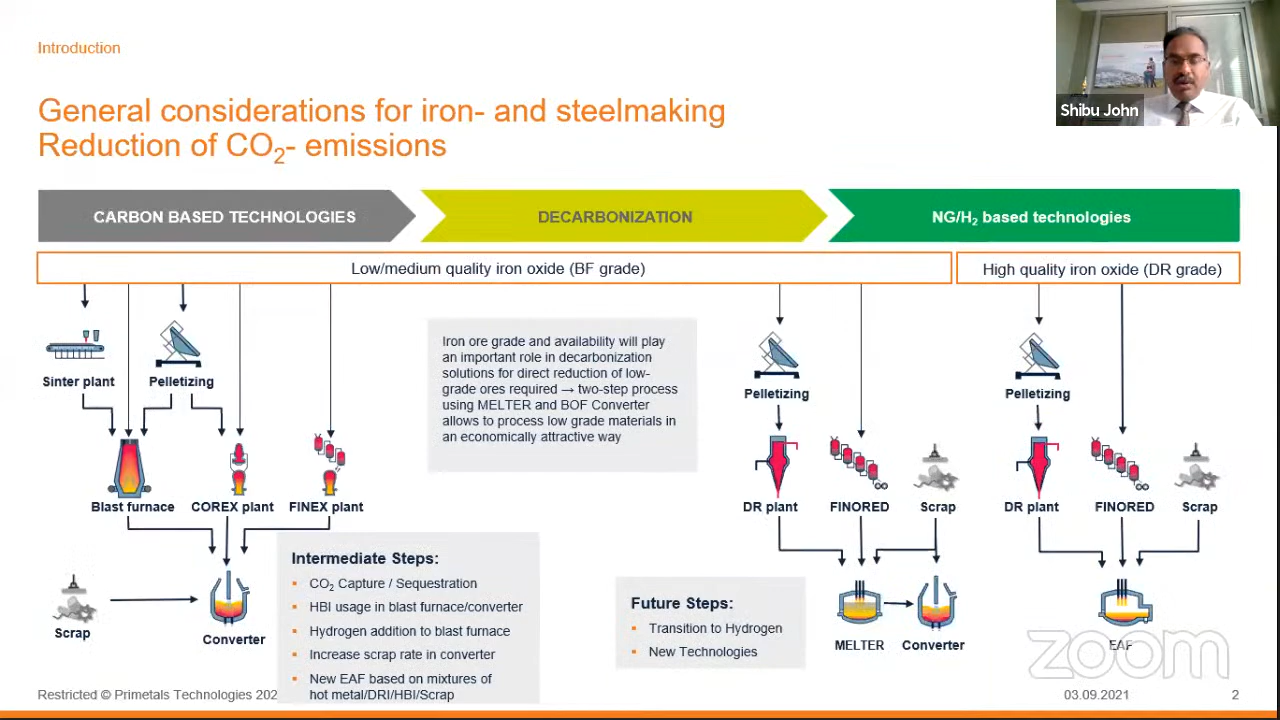 Introduction
Shibu John
General considerations for iron- and steelmaking
Reduction of CO2- emissions
CARBON BASED TECHNOLOGIES
DECARBONIZATION
NG/H2 based technologies
Low/medium quality iron oxide (BF grade)
High quality iron oxide (DR grade)
Iron ore grade and availability will play
an important role in decarbonization
solutions for direct reduction of low-
grade ores required → two-step process
using MELTER and BOF Converter
allows to process low grade materials in
an economically attractive way
Sinter plant
Pelletizing
Pelletizing
Pelletizing
Blast furnace
COREX plant
FINEX plant
DR plant
FINORED
Scrap
DR plant
FINORED
Scrap
Intermediate Steps:
▪ CO2 Capture / Sequestration
▪ HBI usage in blast furnace/converter
▪ Hydrogen addition to blast furnace
▪ Increase scrap rate in converter
▪ New EAF based on mixtures of
hot metal/DRI/HBI/Scrap
Future Steps:
▪ Transition to Hydrogen
▪ New Technologies
Scrap
Converter
MELTER
Converter
EAF
zoom
Restricted © Primetals Technologies 202
03.09.2021
2